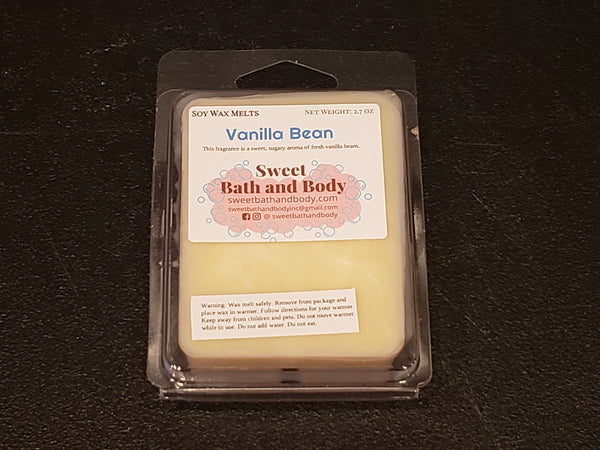 Soy Wax Melts Net Weight: 2.7 oz
Vanilla Bean
This fragrance is a sweet, sugary aroma of fresh vanilla beans.
Sweet
Bath and Body
sweetbathandbody.com
sweetbathandbodyinc@gmail.com
@ sweetbathandbody
Warning: Wax melt safely. Remove from package and
place wax in warmer. Follow directions for your warmer.
Keep away from children and pets. Do not move warmer
while in use. Do not add water. Do not eat.